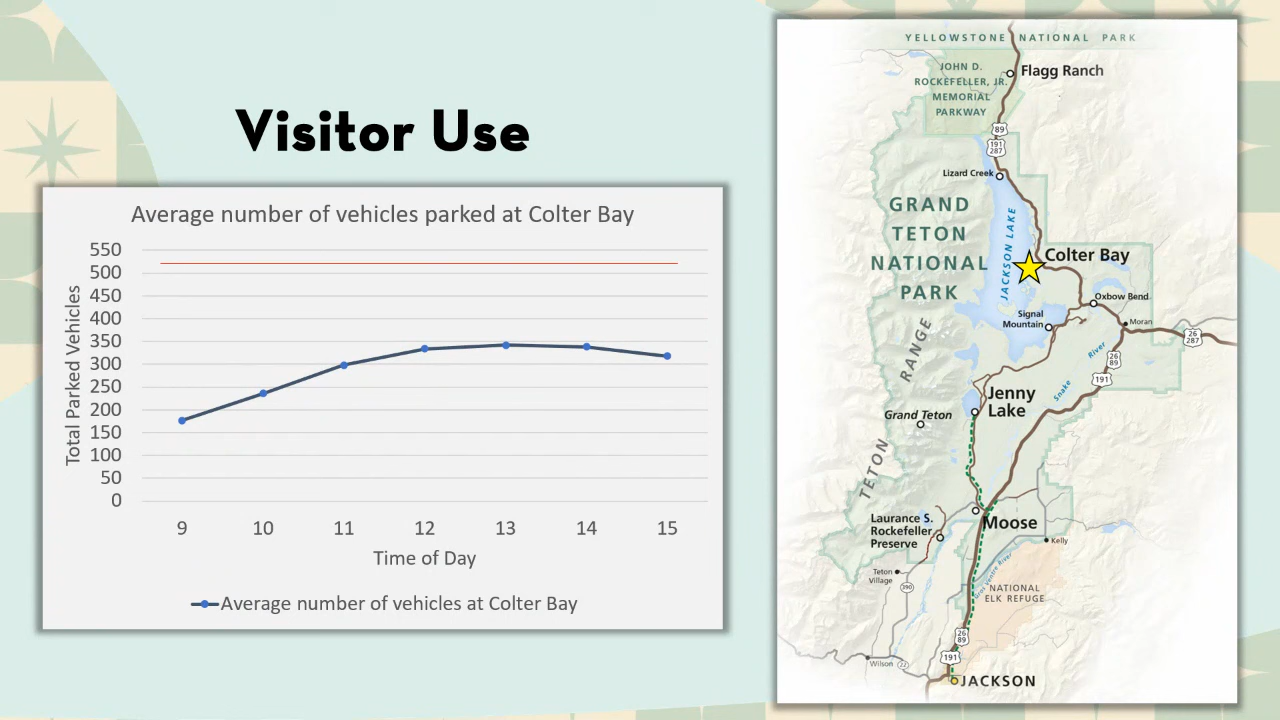 Visitor Use
Average number of vehicles parked at Colter Bay
Total Parked Vehicles
550
500
450
400
350
300
250
200
150
100
50
0
9 10 11 12 13 14 15
Time of Day
Average number of vehicles at Colter Bay
YELLOWSTONE NATIONAL PARK
JOHN D.
ROCKEFELLER, JR.
MEMORIAL
PARKWAY
Flagg Ranch
89
191
287
Lizard Creek
GRAND
TETON
NATIONAL
PARK
JACKSON LAKE
Colter Bay
Oxbow Bend
Signal
Mountain
Moran
26
287
TETON RANGE
Snake River
26
89
191
Jenny
Lake
Grand Teton
Laurance S.
Rockefeller
Preserve
Moose
Kelly
Teton
Village
390
Gros Ventre River
NATIONAL
ELK REFUGE
26
89
191
Wilson
22
JACKSON